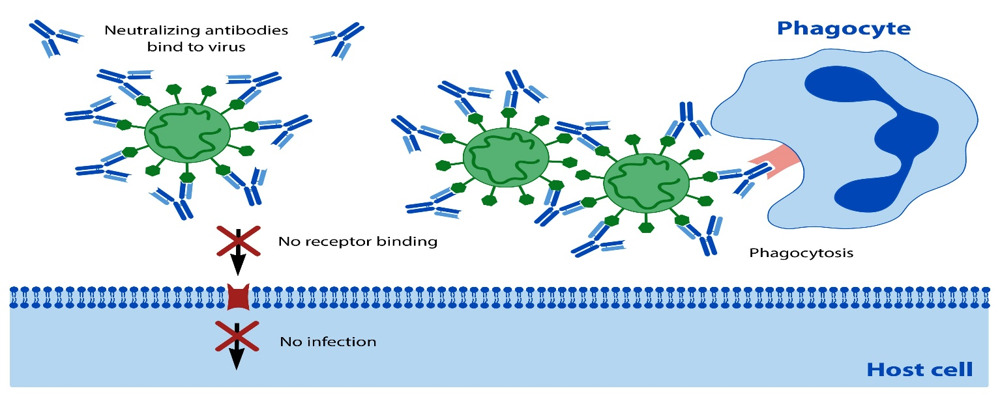 Neutralizing antibodies
bind to virus
Phagocyte
No receptor binding
Phagocytosis
No infection
Host cell